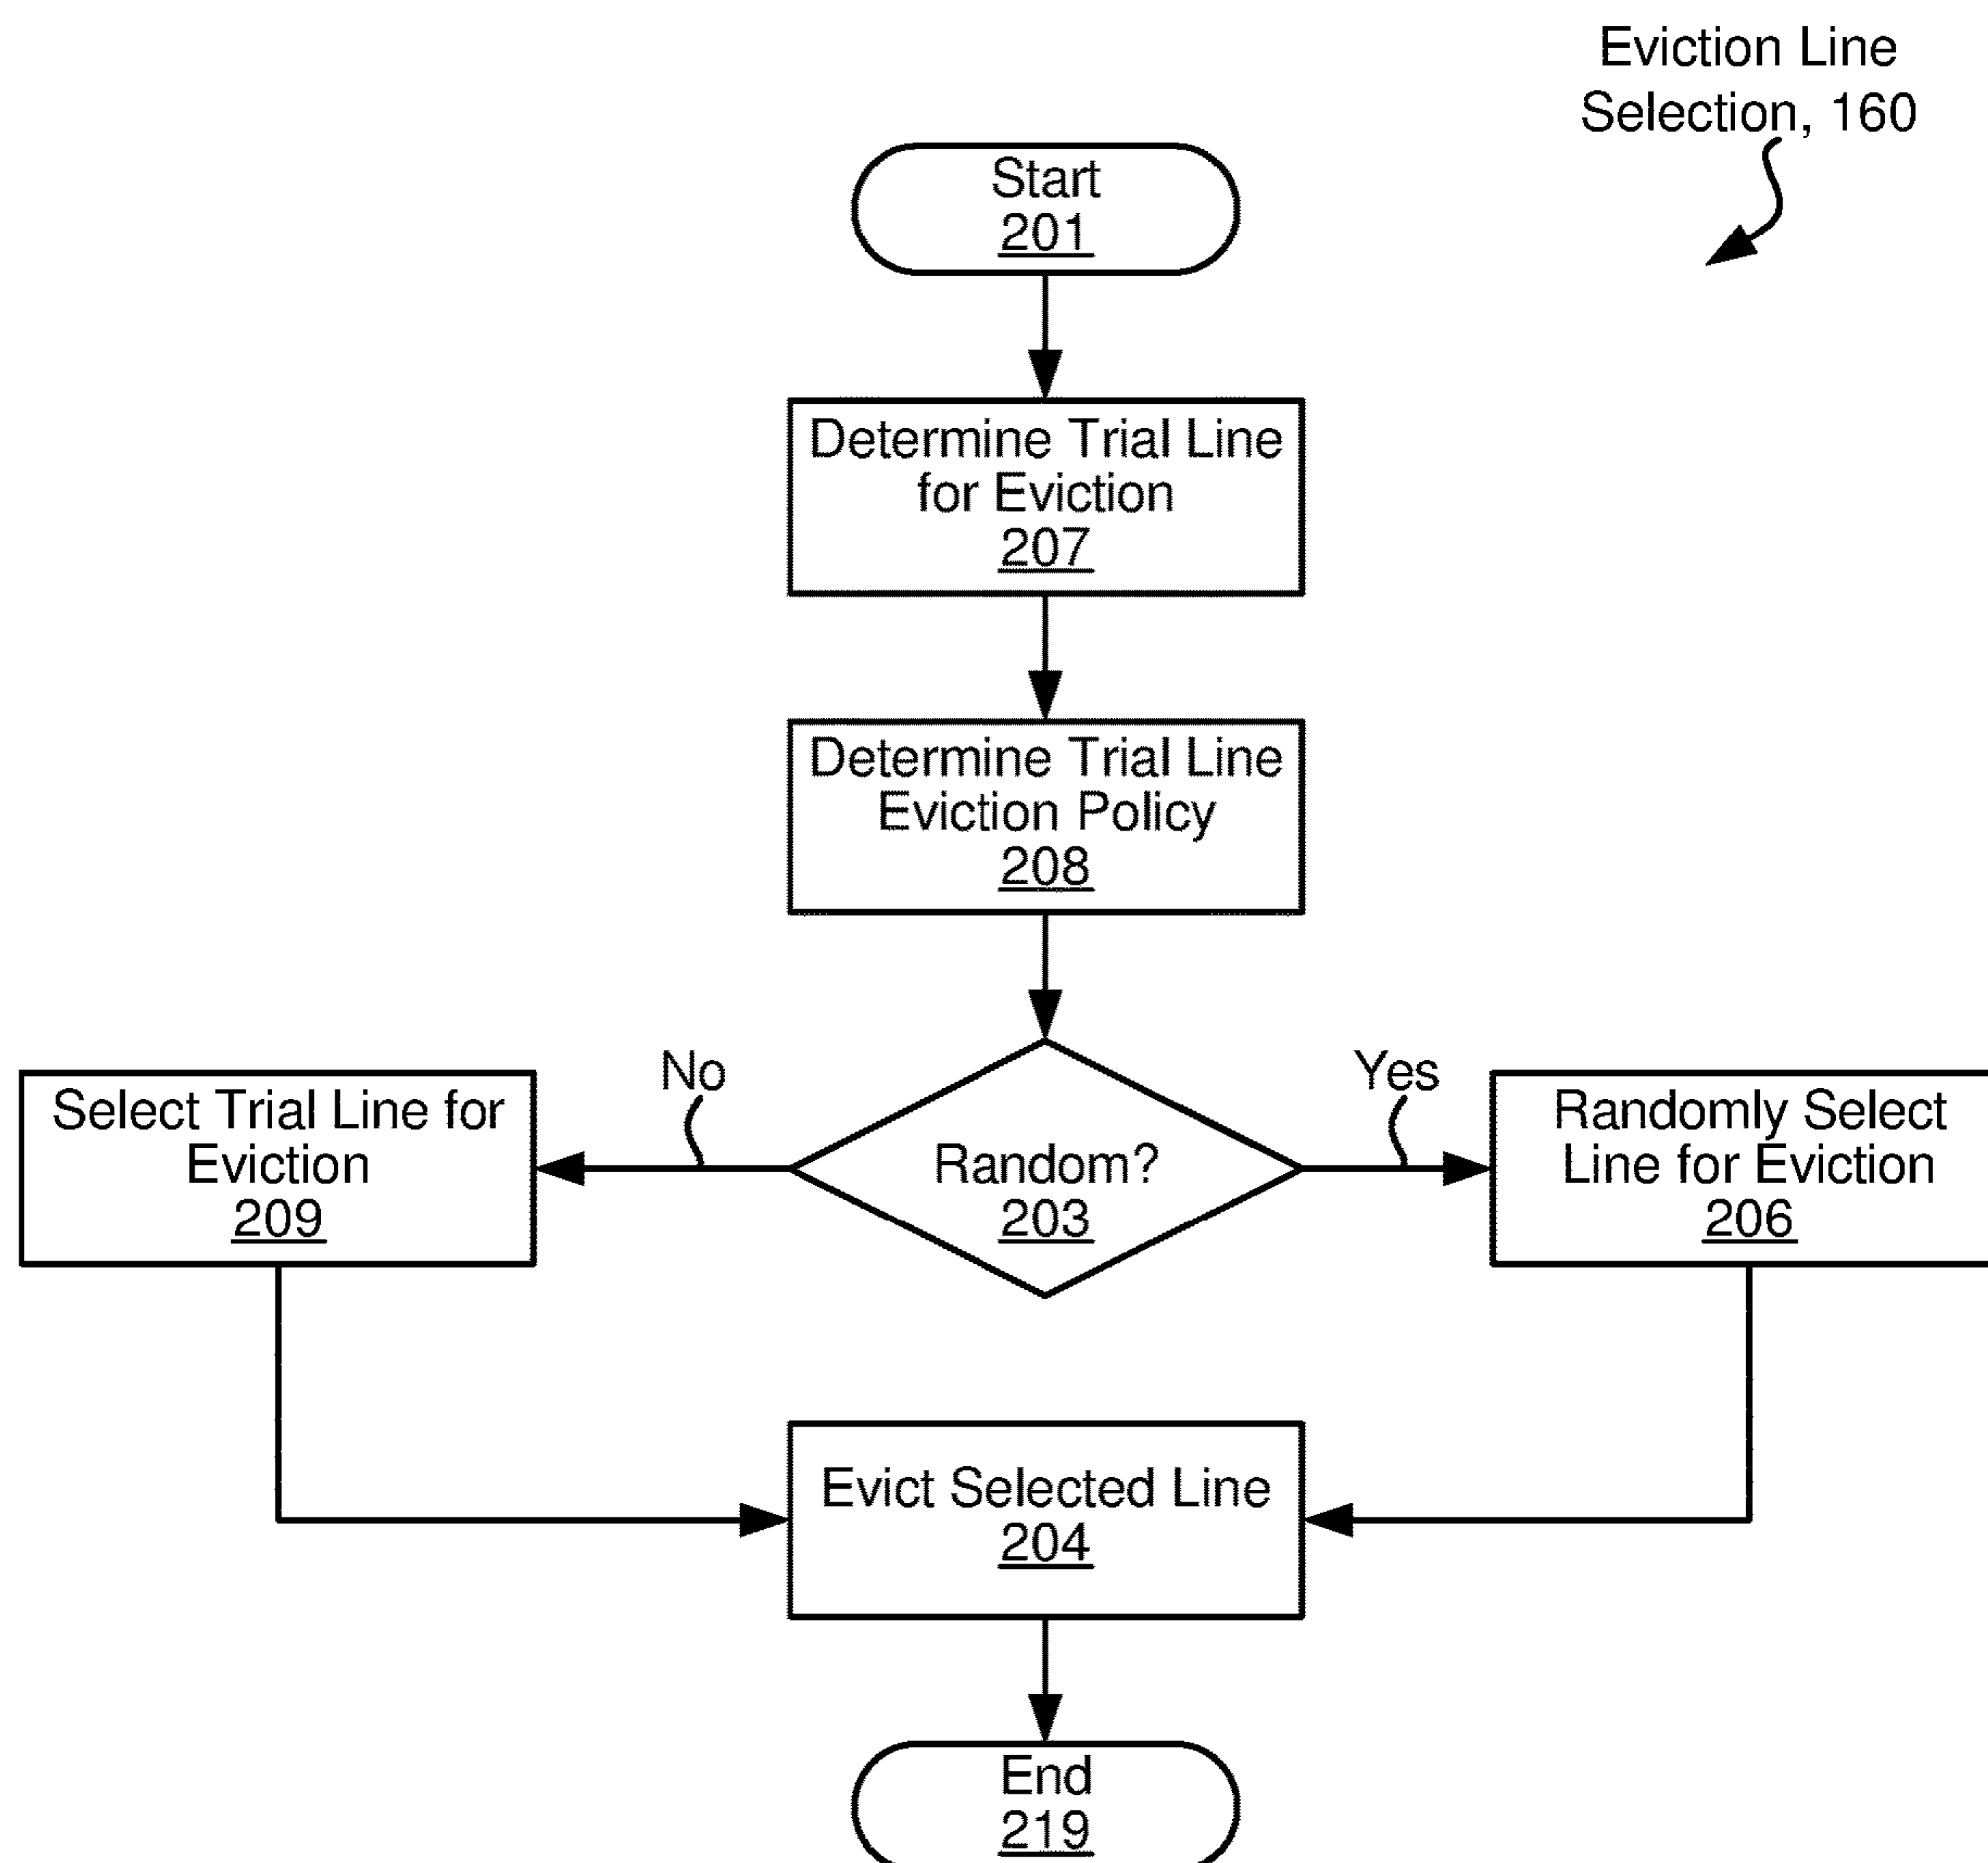 Eviction Line
Selection, 160
Start
201
Determine Trial Line
for Eviction
207
Determine Trial Line
Eviction Policy
208
No
Yes
Select Trial Line for
Eviction
209
Random?
203
Randomly Select
Line for Eviction
206
Evict Selected Line
204
End
219